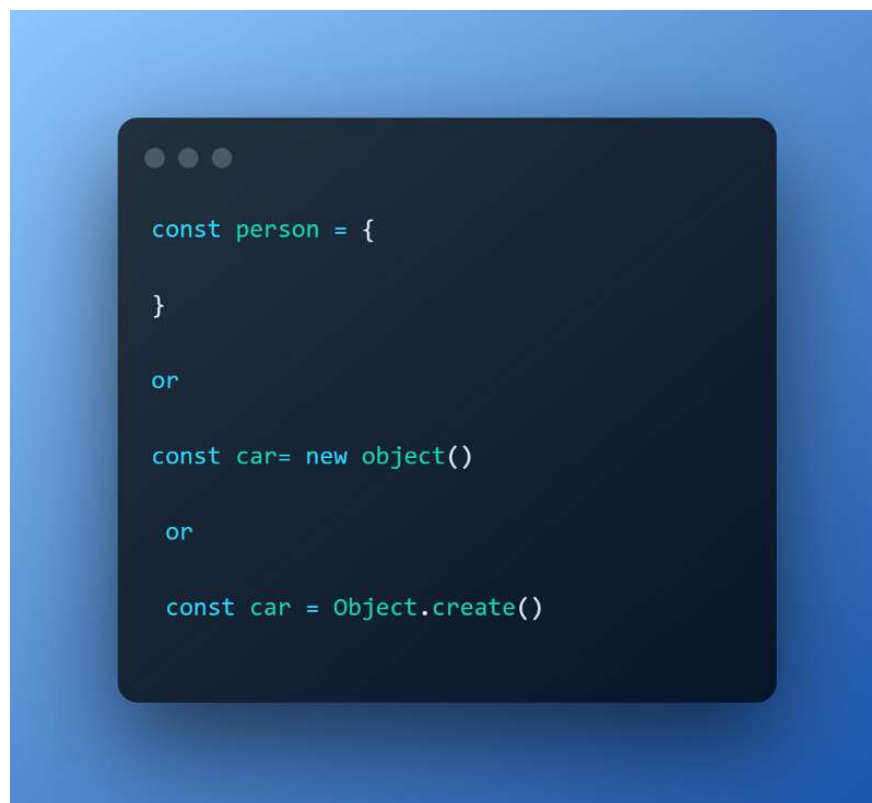 const person = {
}
or
const car= new object()
or
const car = Object.create()